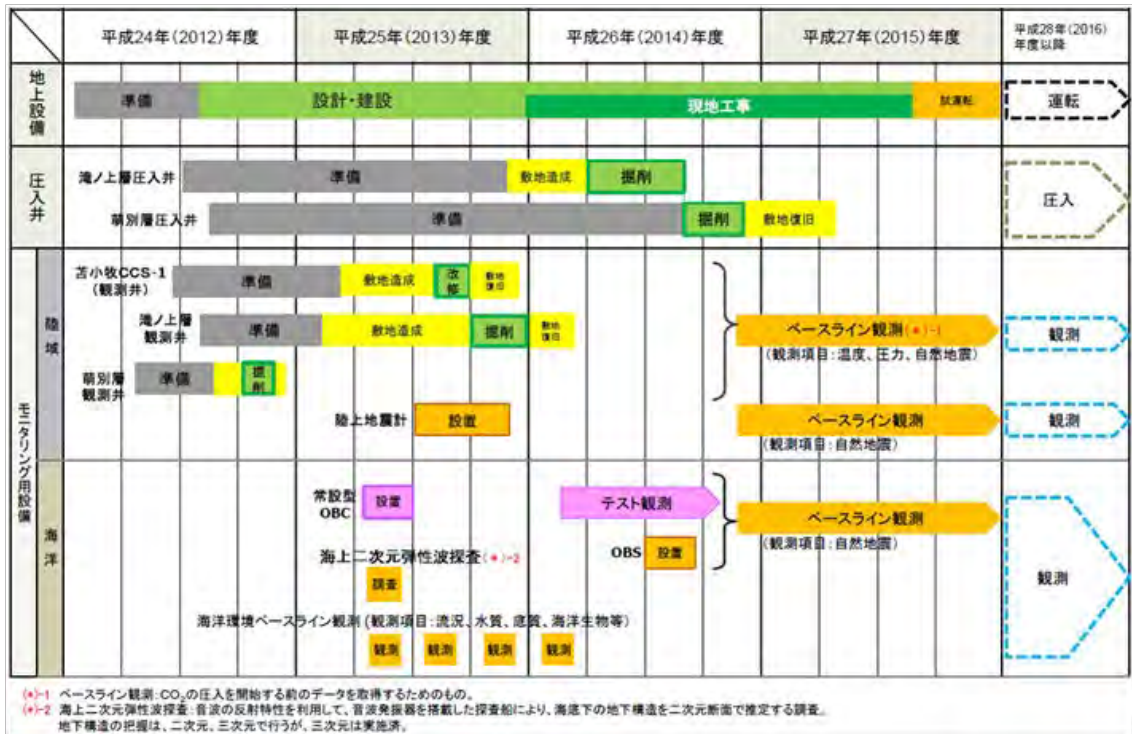 平成24年(2012)年度
平成25年(2013)年度
平成26年(2014)年度
平成27年(2015)年度
平成28年(2016)
年度以降
地上設備
準備
設計・建設
現地工事
試運転
運転
圧入井
滝ノ上層圧入井
準備
敷地造成
掘削
圧入
萌別層圧入井
準備
掘削
敷地復旧
モニタリング用設備
陸域
苫小牧CCS-1
(観測井)
準備
敷地造成
改修
敷地
復旧
滝ノ上層
観測井
準備
敷地造成
掘削
敷地
復旧
ベースライン観測(*)-1
(観測項目:温度、圧力、自然地震)
観測
萌別層
観測井
準備
掘削
陸上地震計
設置
ベースライン観測
(観測項目:自然地震)
観測
海洋
常設型
OBC
設置
テスト観測
ベースライン観測
(観測項目:自然地震)
OBS
設置
観測
海上二次元弾性波探査(*)-2
調査
海洋環境ベースライン観測(観測項目:流況、水質、底質、海洋生物等)
観測
観測
観測
観測
(*)-1 ベースライン観測:CO2の圧入を開始する前のデータを取得するためのもの。
(*)-2 海上二次元弾性波探査:音波の反射特性を利用して、音波発振器を搭載した探査船により、海底下の地下構造を二次元断面で推定する調査。
地下構造の把握は、二次元、三次元で行うが、三次元は実施済。